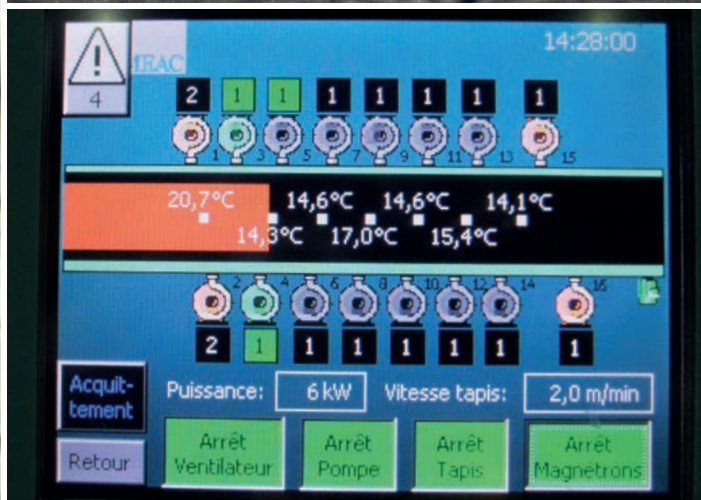 14:28:00
4
2 1 1 1 1 1 1 1
1 3 5 7 9 11 13 15
20,7°C 14,6°C 14,6°C 14,1°C
14,3°C 17,0°C 15,4°C
2 4 6 8 10 12 14 16
2 1 1 1 1 1 1 1
Acquit-
tement
Puissance: 6 kW Vitesse tapis: 2,0 m/min
Retour
Arrêt
Ventilateur
Arrêt
Pompe
Arrêt
Tapis
Arrêt
Magnétrons